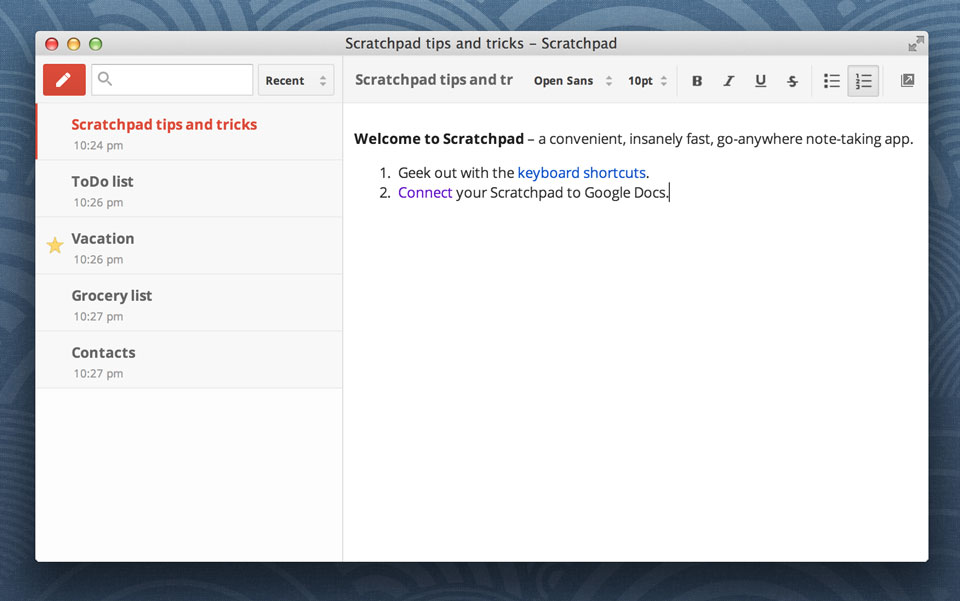 Scratchpad tips and tricks – Scratchpad
Recent
Scratchpad tips and tr
Open Sans
10pt
B I U S
Scratchpad tips and tricks
10:24 pm
ToDo list
10:26 pm
Vacation
10:26 pm
Grocery list
10:27 pm
Contacts
10:27 pm
Welcome to Scratchpad – a convenient, insanely fast, go-anywhere note-taking app.
1. Geek out with the keyboard shortcuts.
2. Connect your Scratchpad to Google Docs.